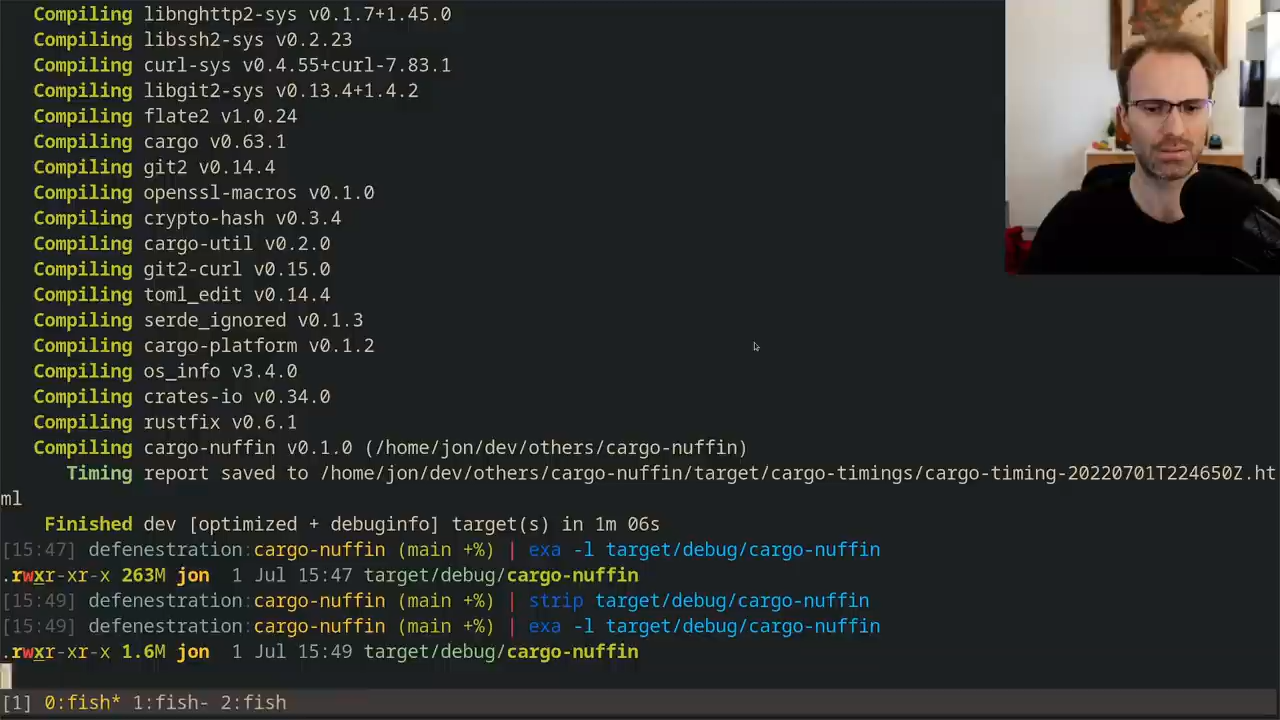 Compiling libnghttp2-sys v0.1.7+1.45.0
Compiling libssh2-sys v0.2.23
Compiling curl-sys v0.4.55+curl-7.83.1
Compiling libgit2-sys v0.13.4+1.4.2
Compiling flate2 v1.0.24
Compiling cargo v0.63.1
Compiling git2 v0.14.4
Compiling openssl-macros v0.1.0
Compiling crypto-hash v0.3.4
Compiling cargo-util v0.2.0
Compiling git2-curl v0.15.0
Compiling toml_edit v0.14.4
Compiling serde_ignored v0.1.3
Compiling cargo-platform v0.1.2
Compiling os_info v3.4.0
Compiling crates-io v0.34.0
Compiling rustfix v0.6.1
Compiling cargo-nuffin v0.1.0 (/home/jon/dev/others/cargo-nuffin)
Timing report saved to /home/jon/dev/others/cargo-nuffin/target/cargo-timings/cargo-timing-20220701T224650Z.ht
ml
Finished dev [optimized + debuginfo] target(s) in 1m 06s
[15:47] defenestration:cargo-nuffin (main +%) | exa -l target/debug/cargo-nuffin
.rwxr-xr-x 263M jon 1 Jul 15:47 target/debug/cargo-nuffin
[15:49] defenestration:cargo-nuffin (main +%) | strip target/debug/cargo-nuffin
[15:49] defenestration:cargo-nuffin (main +%) | exa -l target/debug/cargo-nuffin
.rwxr-xr-x 1.6M jon 1 Jul 15:49 target/debug/cargo-nuffin
[1] 0:fish* 1:fish- 2:fish